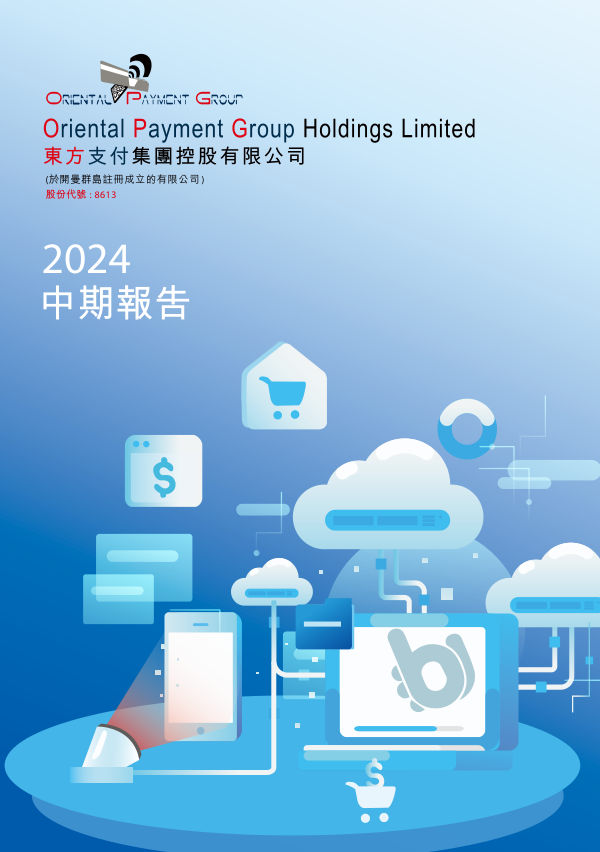 ORIENTAL PAYMENT GROUP
Oriental Payment Group Holdings Limited
東方支付集團控股有限公司
(於開曼群島註冊成立的有限公司)
股份代號 : 8613
2024
中期報告
$
$